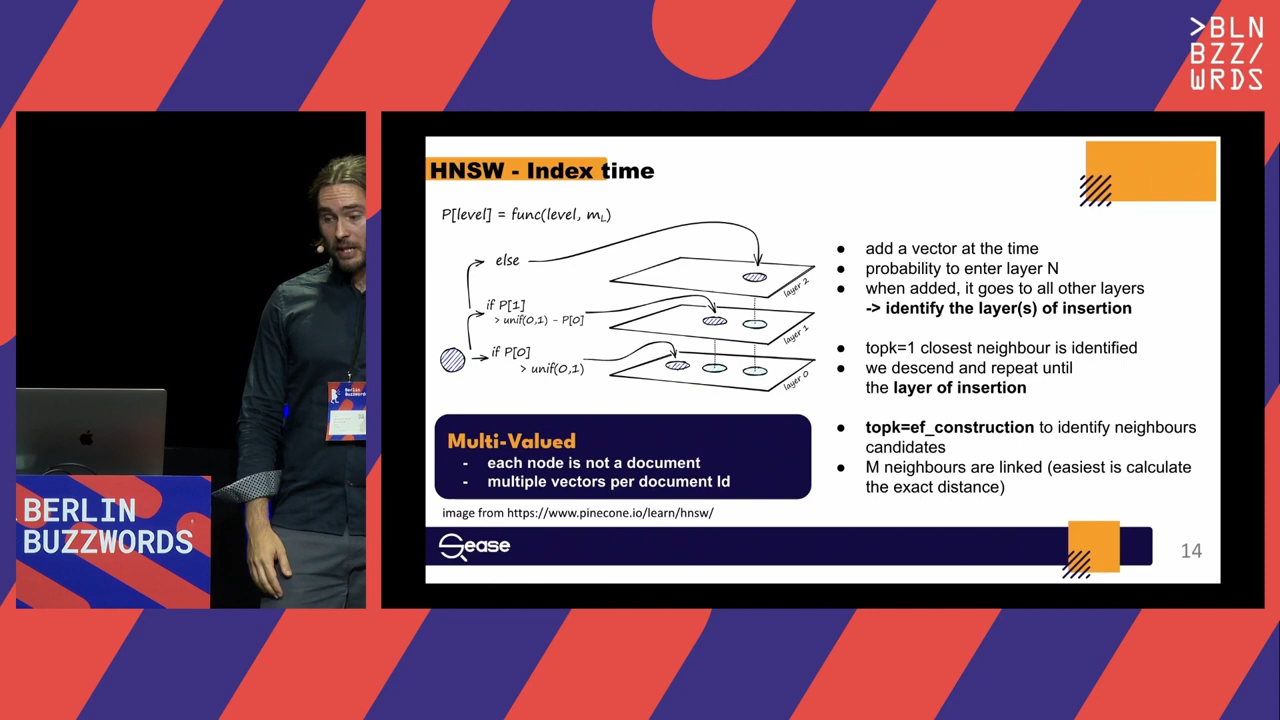 >BLN
BZZ/
WRDS
HNSW - Index time
P[level] = func(level, mL)
else
if P[1]
> unif(0,1) - P[0]
if P[0]
> unif(0,1)
layer 2
layer 1
layer 0
● add a vector at the time
● probability to enter layer N
● when added, it goes to all other layers
-> identify the layer(s) of insertion
● topk=1 closest neighbour is identified
● we descend and repeat until
the layer of insertion
● topk=ef_construction to identify neighbours
candidates
● M neighbours are linked (easiest is calculate
the exact distance)
Multi-Valued
- each node is not a document
- multiple vectors per document Id
image from https://www.pinecone.io/learn/hnsw/
Sease
14
Berlin
Buzzwords
BERLIN
BUZZWORDS